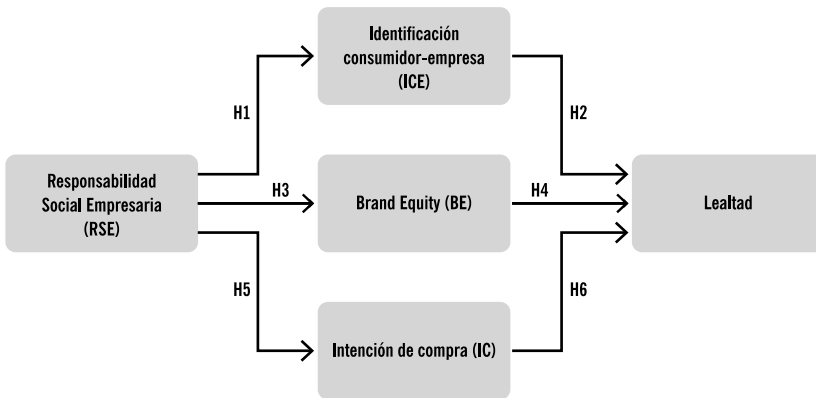 Identificación
consumidor-empresa
(ICE)
H1
H2
Responsabilidad
Social Empresaria
(RSE)
H3
Brand Equity (BE)
H4
Lealtad
H5
H6
Intención de compra (IC)